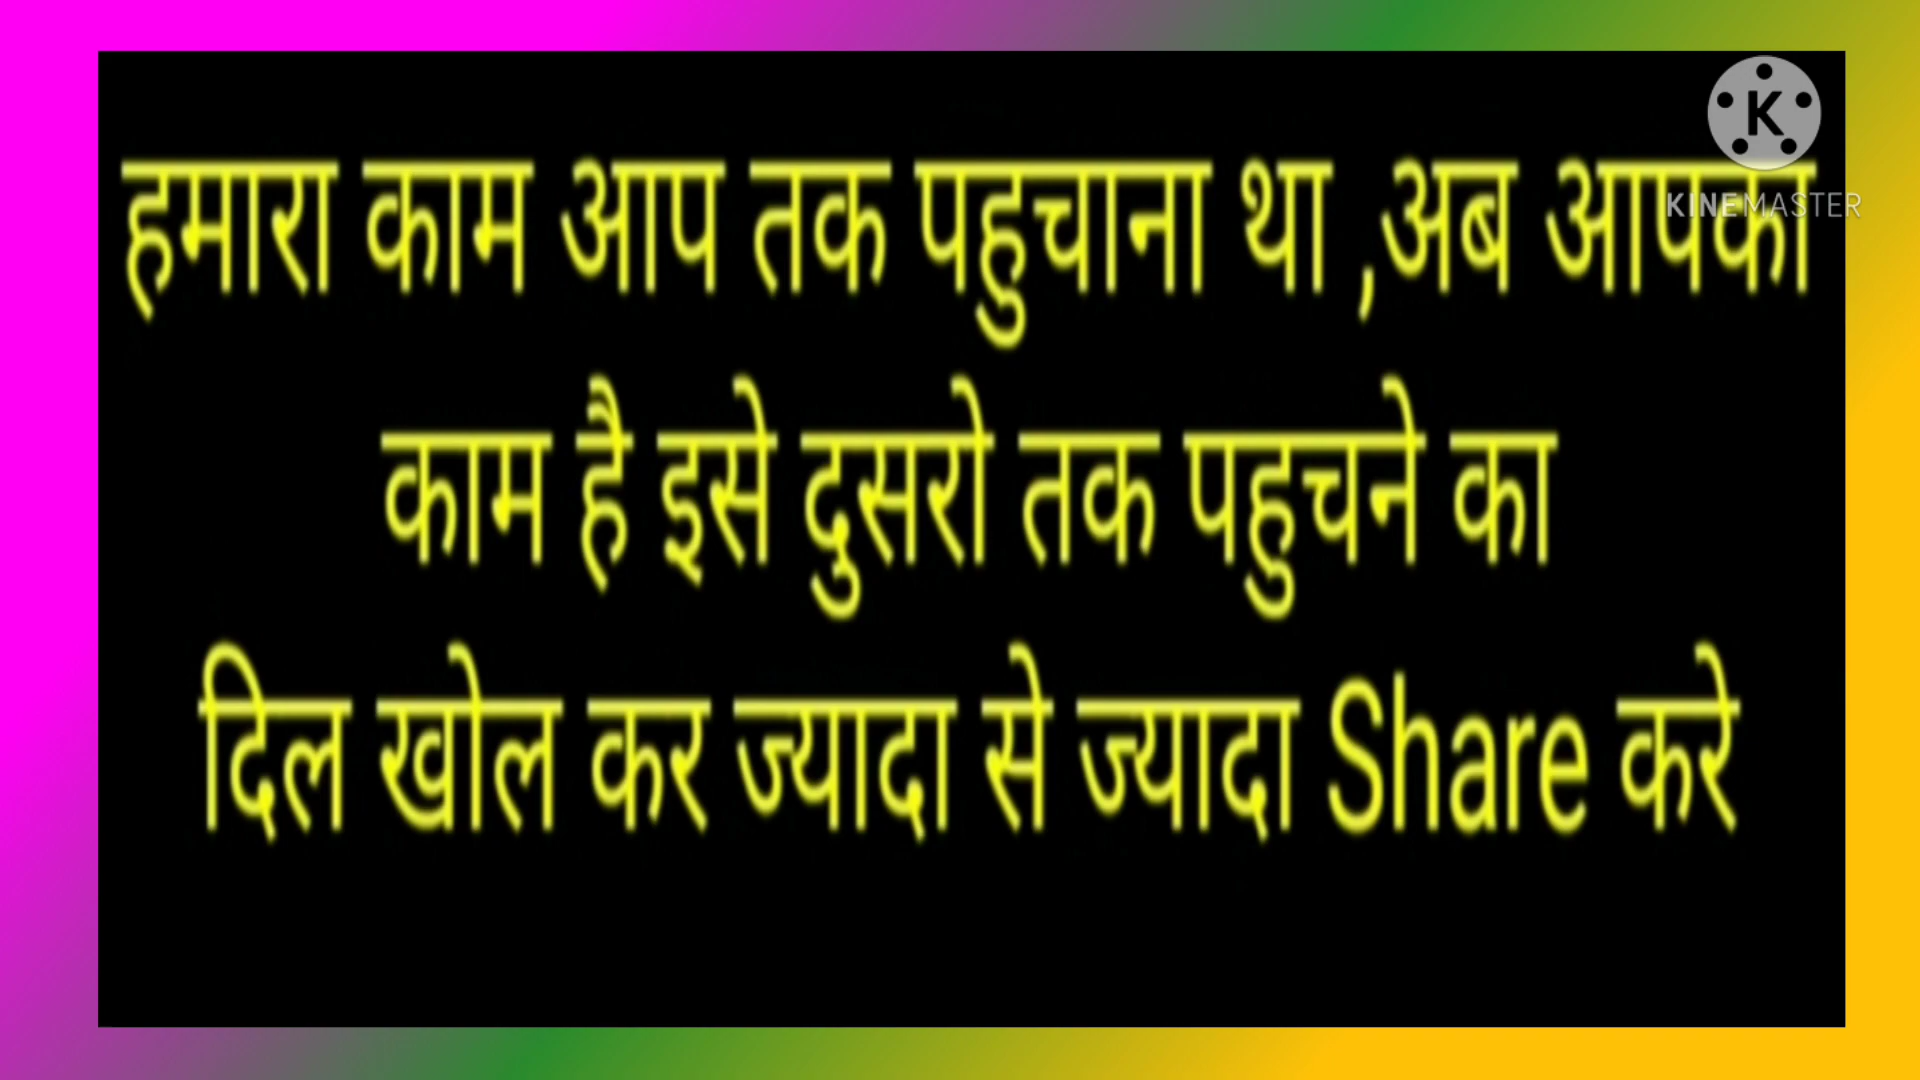 हमारा काम आप तक पहुचाना था ,अब आपका
काम है इसे दुसरो तक पहुचने का
दिल खोल कर ज्यादा से ज्यादा Share करे
K
KINEMASTER